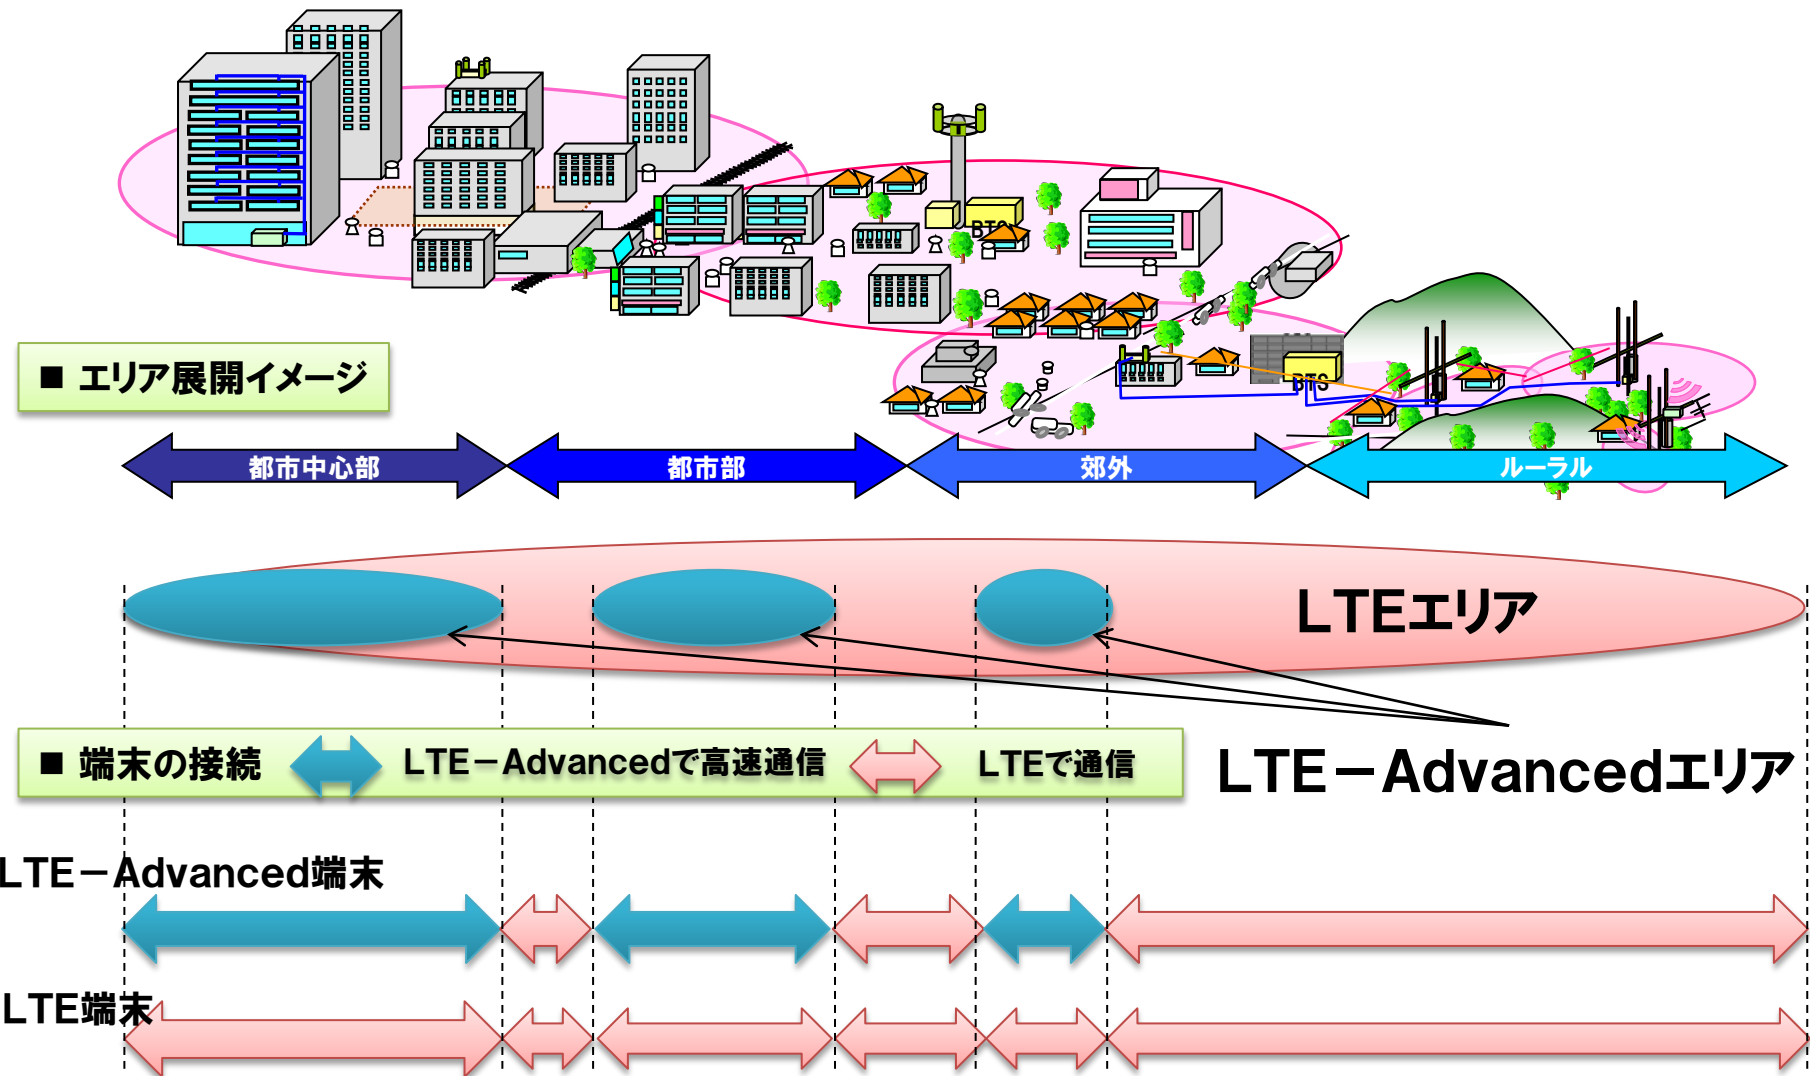 BTS
BTS
■ エリア展開イメージ
都市中心部
都市部
郊外
ルーラル
LTEエリア
■ 端末の接続
LTE－Advancedで高速通信
LTEで通信
LTE－Advancedエリア
LTE－Advanced端末
LTE端末